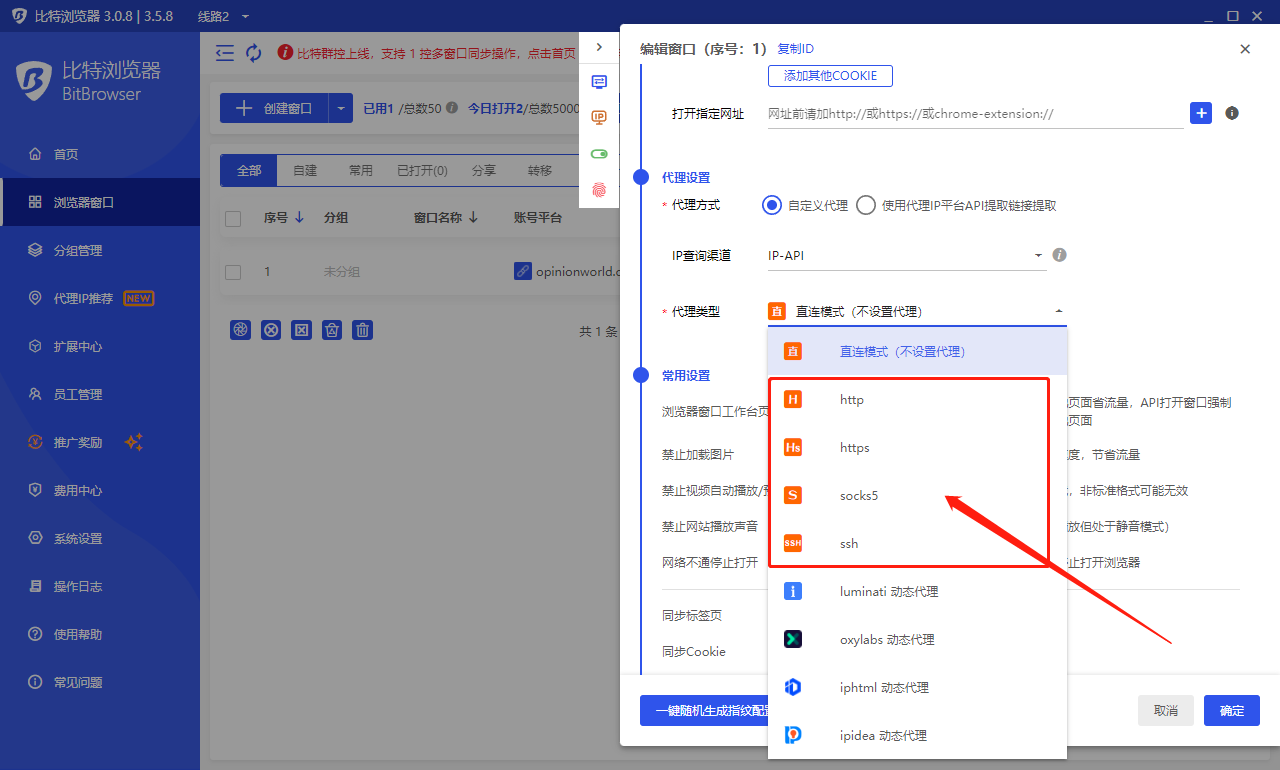 比特浏览器 3.0.8 | 3.5.8
线路2
比特浏览器
BitBrowser
首页
浏览器窗口
分组管理
代理IP推荐 NEW
扩展中心
员工管理
推广奖励
费用中心
系统设置
操作日志
使用帮助
常见问题
比特群控上线，支持 1 控多窗口同步操作，点击首页
创建窗口
已用1 /总数50
今日打开2/总数5000
全部
自建
常用
已打开(0)
分享
转移
序号
分组
窗口名称
账号平台
1
未分组
opinionworld.c
共 1 条
IP
编辑窗口（序号：1）
复制ID
添加其他COOKIE
打开指定网址
网址前请加http://或https://或chrome-extension://
代理设置
* 代理方式
自定义代理
使用代理IP平台API提取链接提取
IP查询渠道
IP-API
* 代理类型
直 直连模式（不设置代理）
直 直连模式（不设置代理）
H http
Hs https
S socks5
SSH ssh
luminati 动态代理
oxylabs 动态代理
iphtml 动态代理
ipidea 动态代理
常用设置
浏览器窗口工作台页
页面省流量，API打开窗口强制
页面
禁止加载图片
度，节省流量
禁止视频自动播放/
，非标准格式可能无效
禁止网站播放声音
放但处于静音模式）
网络不通停止打开
止打开浏览器
同步标签页
同步Cookie
一键随机生成指纹配置
取消
确定